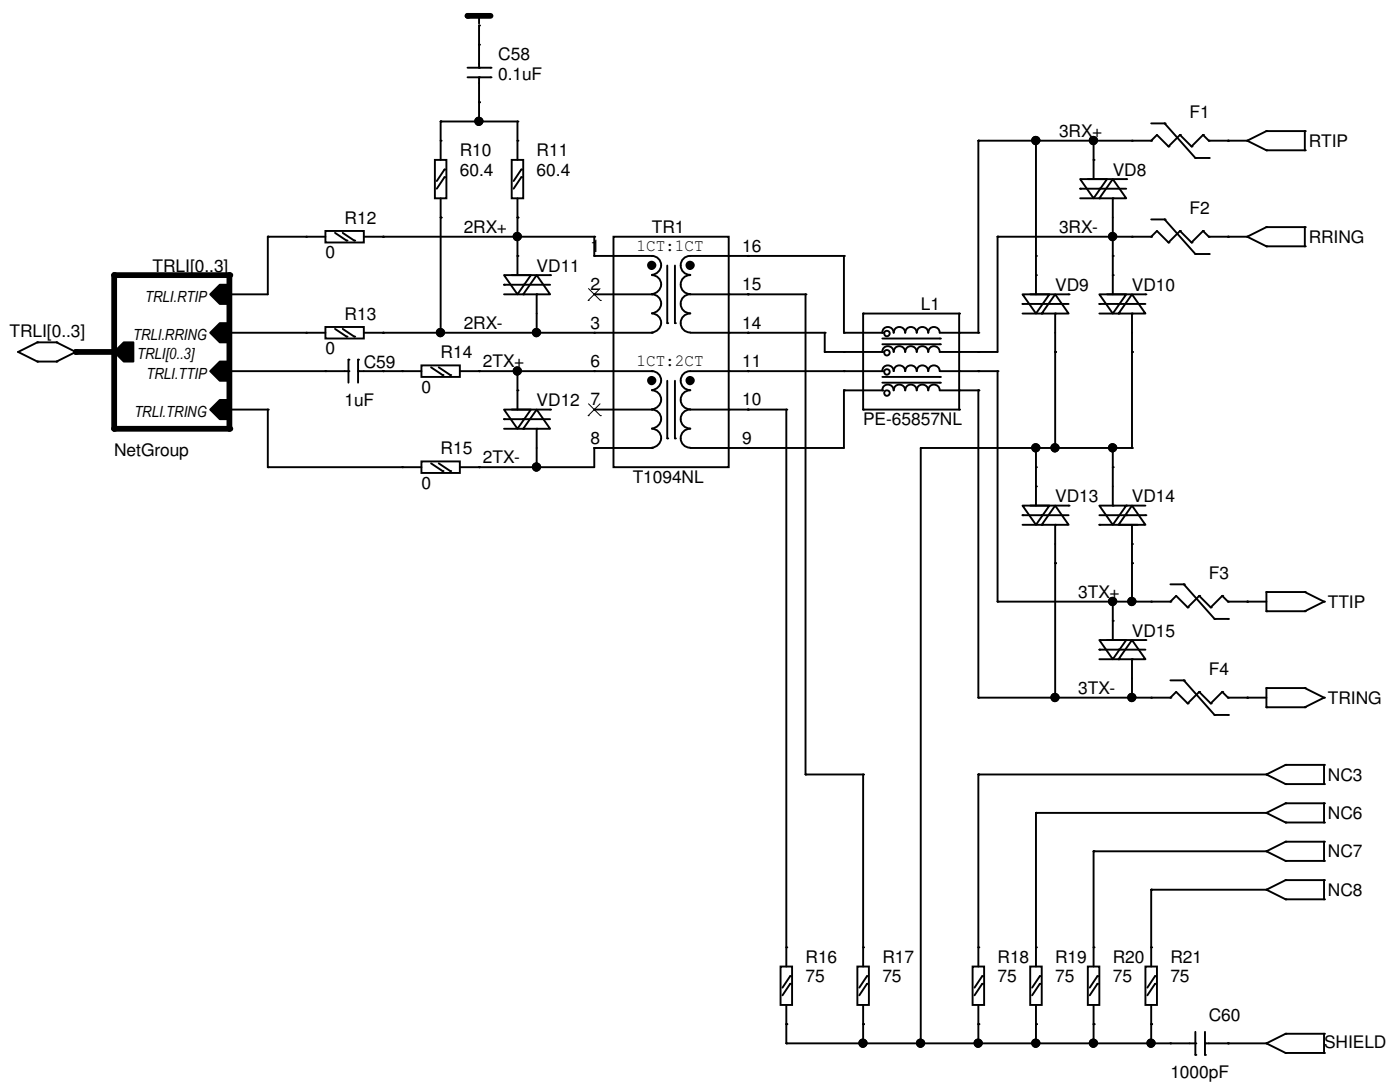 C58
0.1uF
F1
3RX+
RTIP
R10
60.4
R11
60.4
VD8
R12
0
2RX+
TR1
F2
3RX-
RRING
1
1CT:1CT
16
TRLI[0..3]
TRLI.RTIP
VD11
2
15
VD9
VD10
L1
R13
0
2RX-
3
14
TRLI[0..3]
TRLI.RRING
TRLI[0..3]
TRLI.TTIP
C59
1uF
R14
0
2TX+
6
1CT:2CT
11
TRLI.TRING
VD12
7
10
PE-65857NL
NetGroup
R15
0
2TX-
8
9
T1094NL
VD13
VD14
F3
3TX+
TTIP
VD15
F4
3TX-
TRING
NC3
NC6
NC7
NC8
R16
75
R17
75
R18
75
R19
75
R20
75
R21
75
C60
1000pF
SHIELD